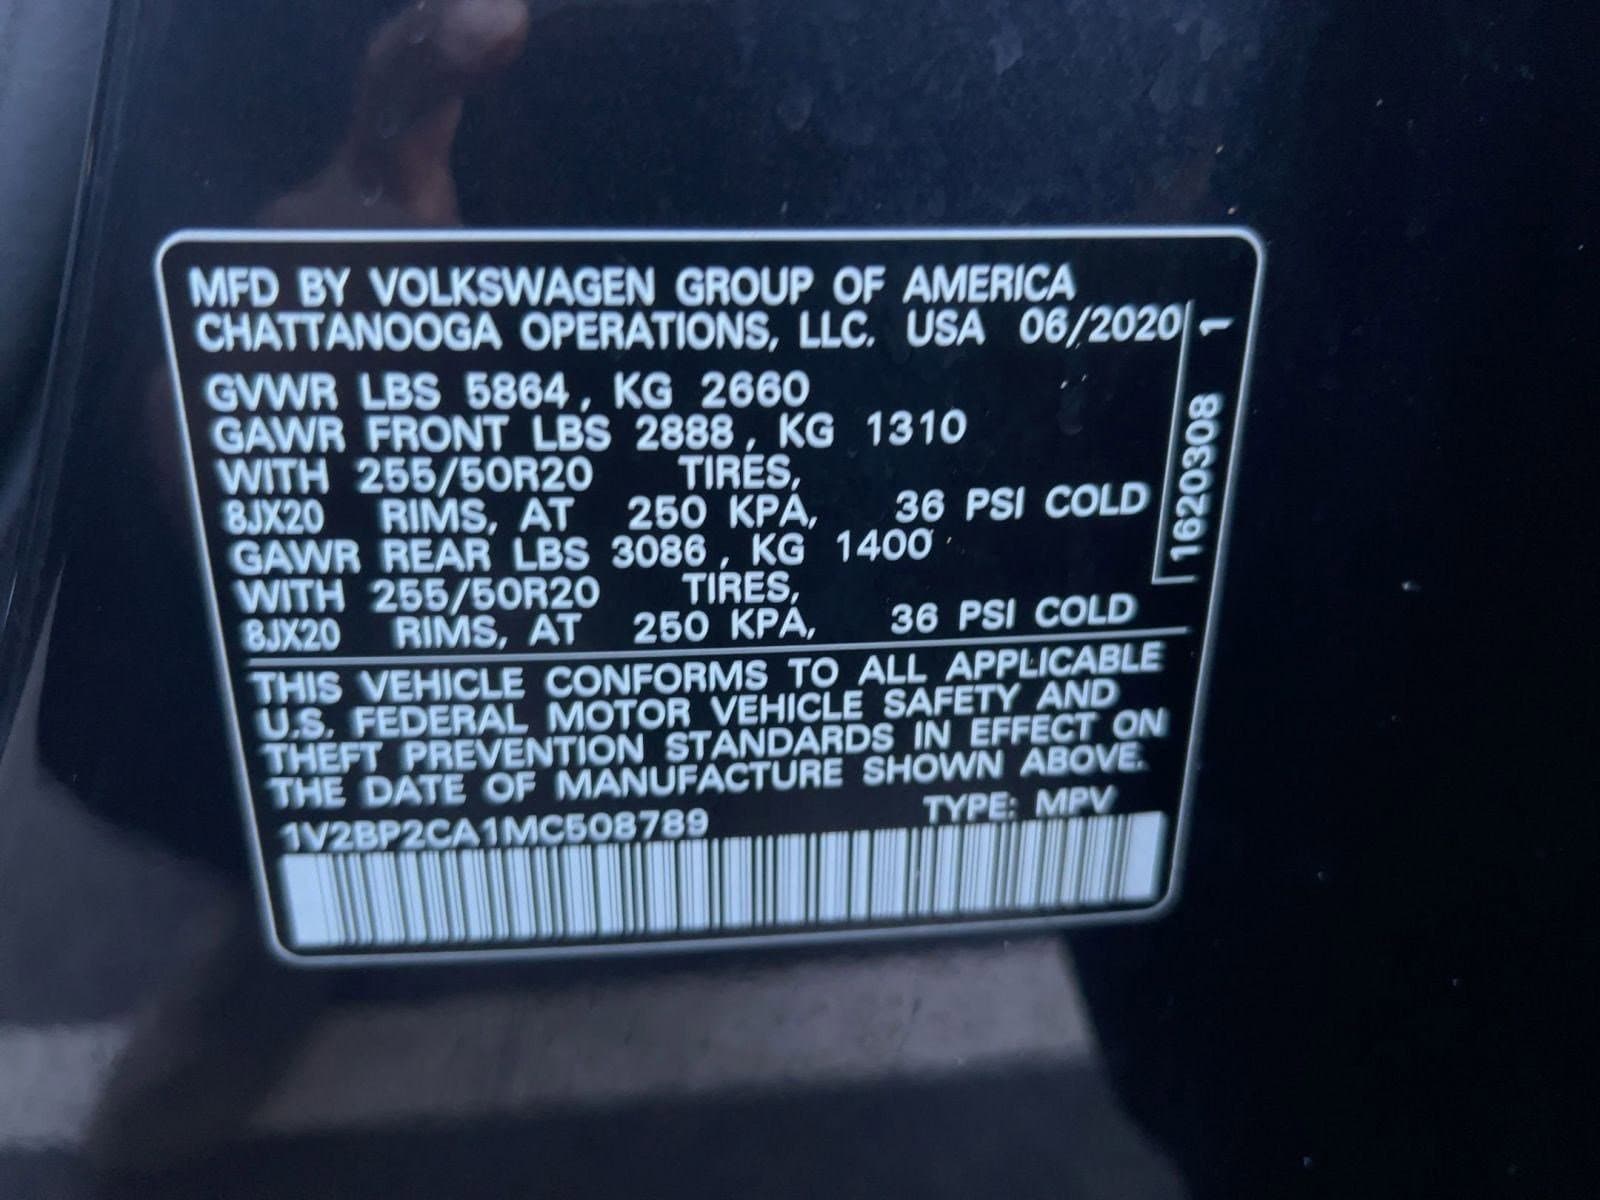 MFD BY VOLKSWAGEN GROUP OF AMERICA
CHATTANOOGA OPERATIONS, LLC. USA 06/2020
GVWR LBS 5864, KG 2660
GAWR FRONT LBS 2888, KG 1310
WITH 255/50R20 TIRES,
8JX20 RIMS, AT 250 KPA, 36 PSI COLD
GAWR REAR LBS 3086, KG 1400
WITH 255/50R20 TIRES,
8JX20 RIMS, AT 250 KPA, 36 PSI COLD
THIS VEHICLE CONFORMS TO ALL APPLICABLE
U.S. FEDERAL MOTOR VEHICLE SAFETY AND
THEFT PREVENTION STANDARDS IN EFFECT ON
THE DATE OF MANUFACTURE SHOWN ABOVE.
1V2BP2CA1MC508789 TYPE: MPV
16203081 1